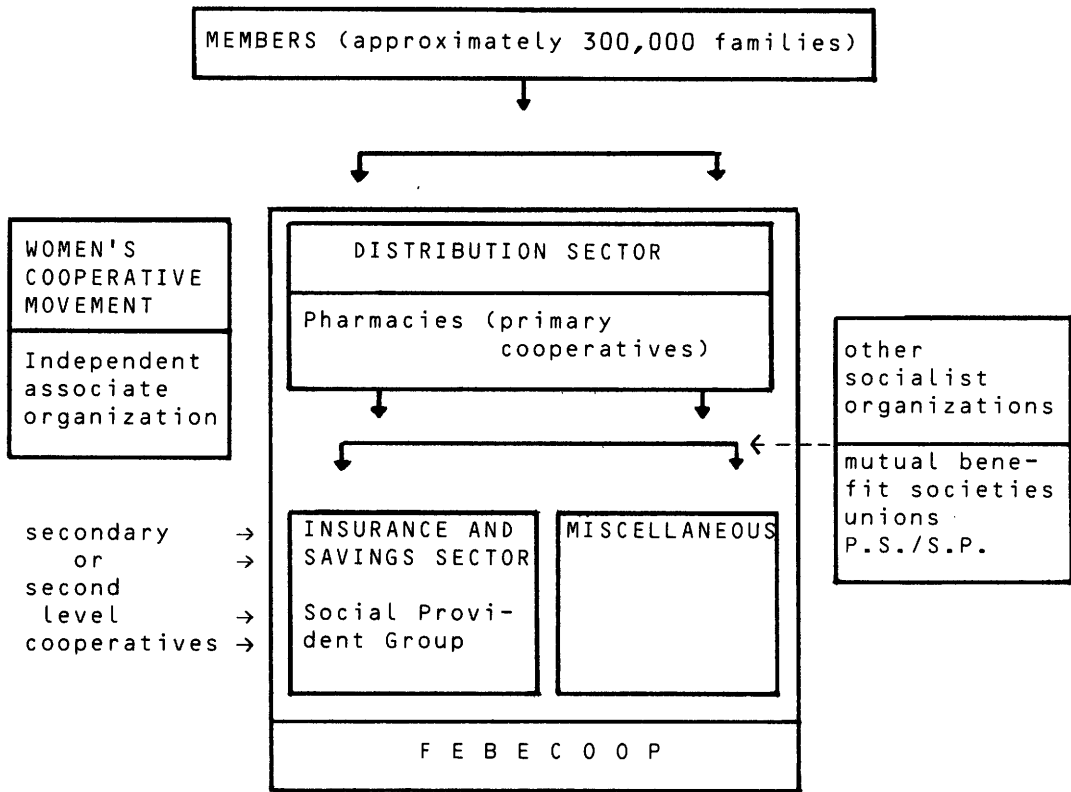 MEMBERS (approximately 300,000 families)
WOMEN'S
COOPERATIVE
MOVEMENT
Independent
associate
organization
DISTRIBUTION SECTOR
Pharmacies (primary
cooperatives)
other
socialist
organizations
mutual bene-
fit societies
unions
P.S./S.P.
secondary →
or →
second
level →
cooperatives →
INSURANCE AND
SAVINGS SECTOR
Social Provi-
dent Group
MISCELLANEOUS
FEBECOOP